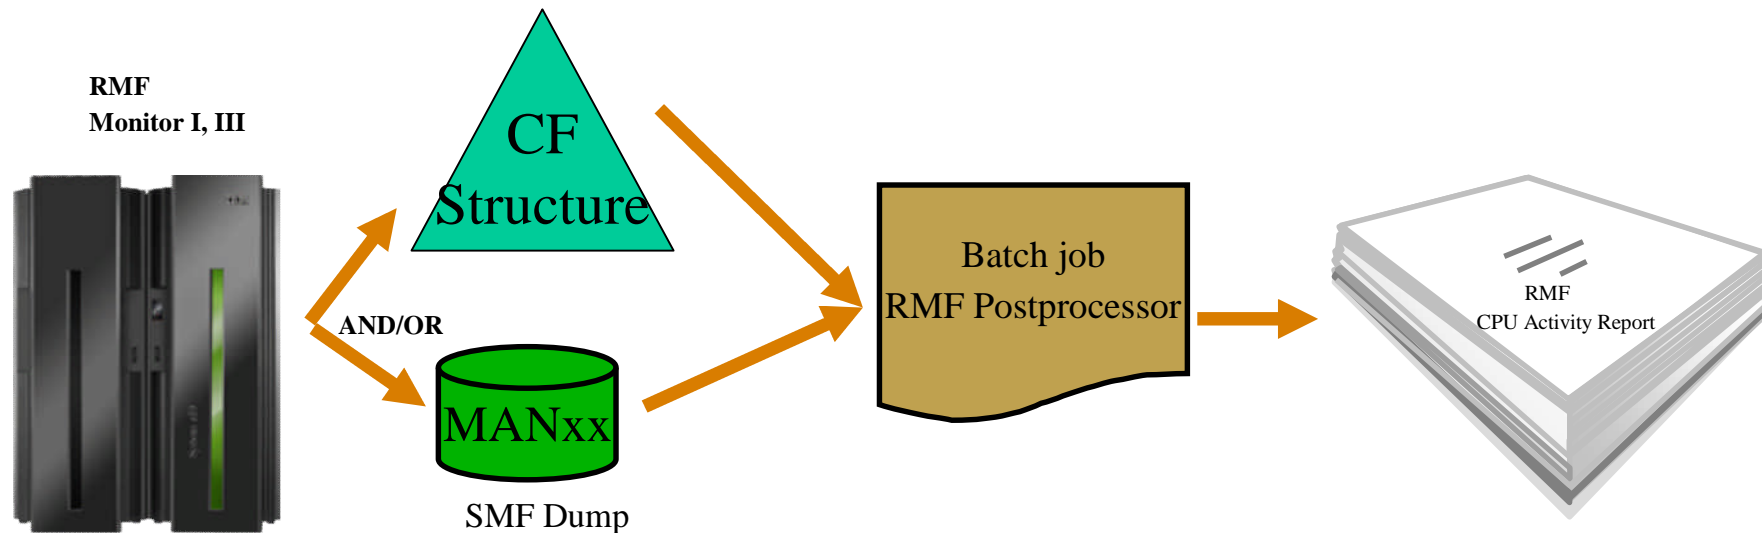 RMF
Monitor I, III
CF
Structure
AND/OR
MANxx
SMF Dump
Batch job
RMF Postprocessor
RMF
CPU Activity Report